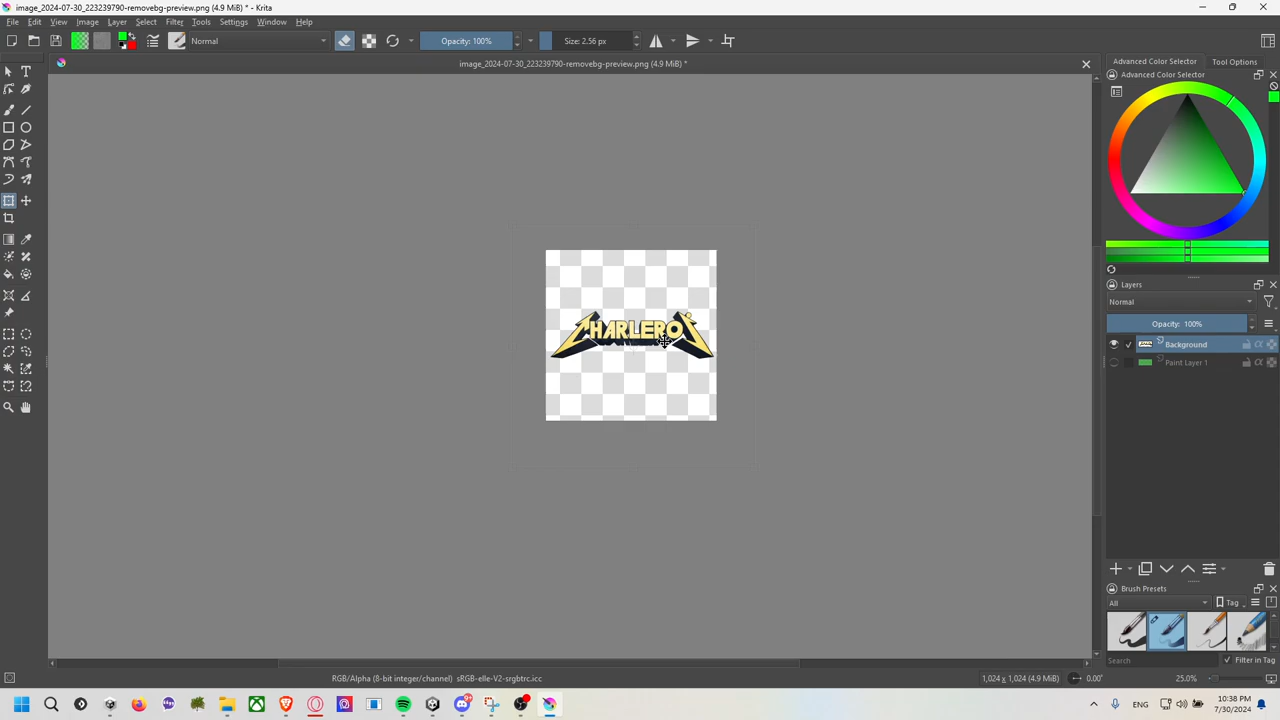 image_2024-07-30_223239790-removebg-preview.png (4.9 MiB) * - Krita
File Edit View Image Layer Select Filter Tools Settings Window Help
Normal
Opacity: 100%
Size: 2.56 px
image_2024-07-30_223239790-removebg-preview.png (4.9 MiB) *
Advanced Color Selector
Tool Options
Advanced Color Selector
CHARLEROI
Layers
Normal
Opacity: 100%
Background
Paint Layer 1
Brush Presets
All
Tag
Search
Filter in Tag
RGB/Alpha (8-bit integer/channel) sRGB-elle-V2-srgbtrc.icc
1,024 x 1,024 (4.9 MiB)
0.00°
25.0%
ENG
10:38 PM
7/30/2024